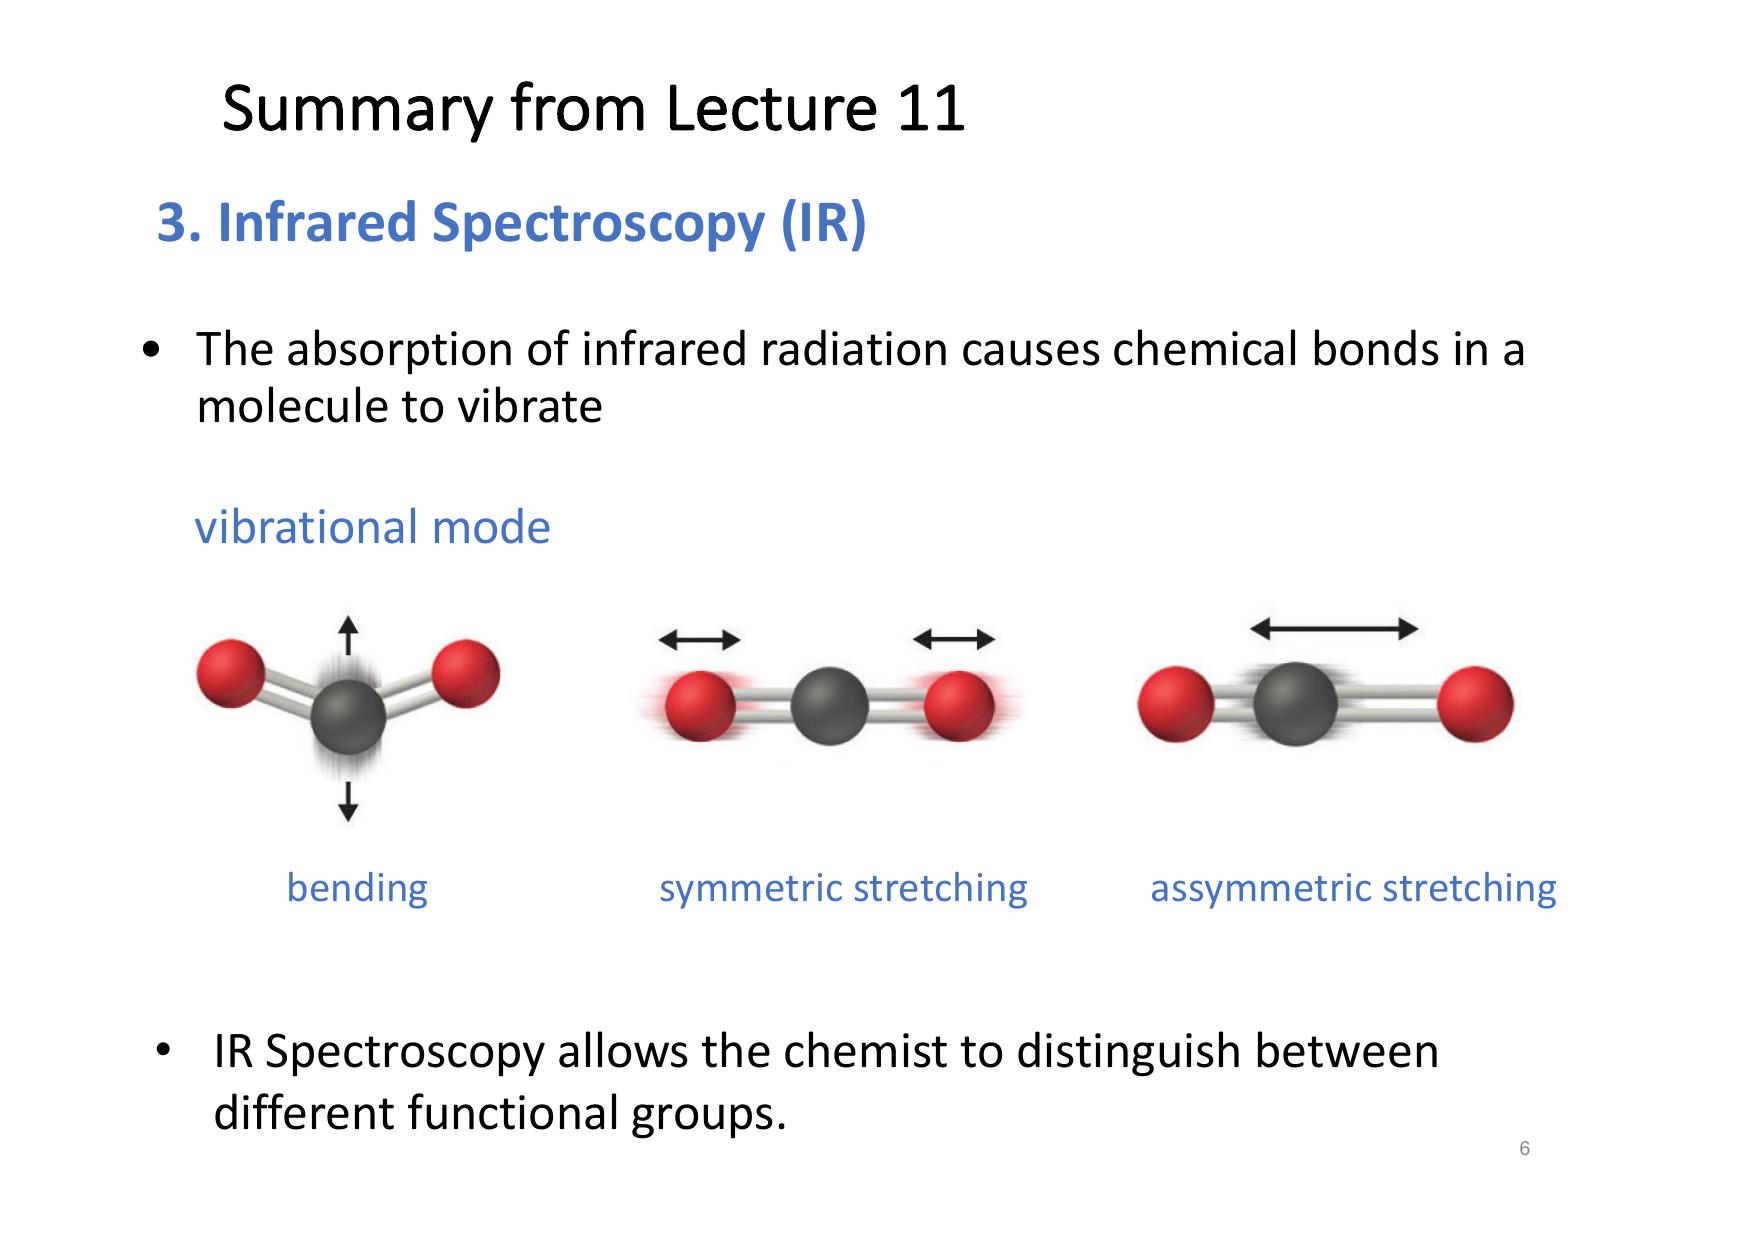 Summary from Lecture 11
3. Infrared Spectroscopy (IR)
• The absorption of infrared radiation causes chemical bonds in a
molecule to vibrate
vibrational mode
bending
symmetric stretching
assymmetric stretching
• IR Spectroscopy allows the chemist to distinguish between
different functional groups.
6